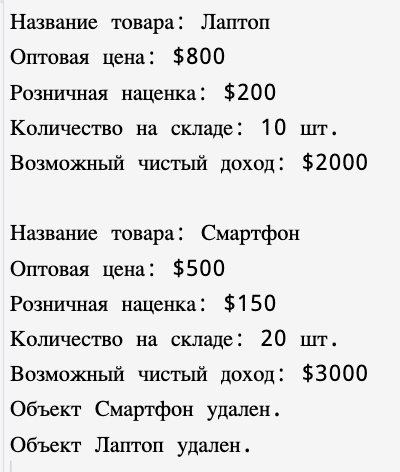 Название товара: Лаптоп
Оптовая цена: $800
Розничная наценка: $200
Количество на складе: 10 шт.
Возможный чистый доход: $2000
Название товара: Смартфон
Оптовая цена: $500
Розничная наценка: $150
Количество на складе: 20 шт.
Возможный чистый доход: $3000
Объект Смартфон удален.
Объект Лаптоп удален.